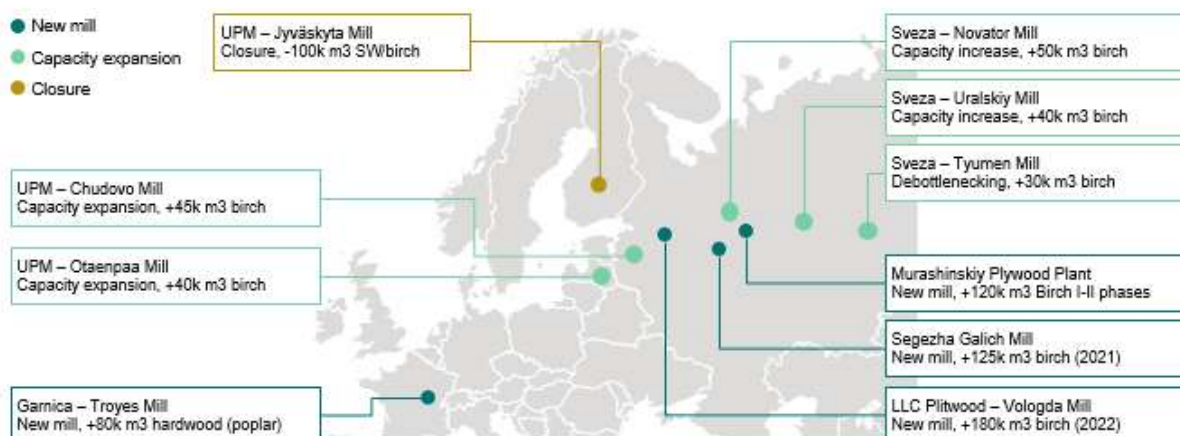 New mill
Capacity expansion
Closure
UPM – Jyväskyta Mill
Closure, -100k m3 SW/birch
Sveza – Novator Mill
Capacity increase, +50k m3 birch
Sveza – Uralskiy Mill
Capacity increase, +40k m3 birch
Sveza – Tyumen Mill
Debottlenecking, +30k m3 birch
UPM – Chudovo Mill
Capacity expansion, +45k m3 birch
UPM – Otaenpaa Mill
Capacity expansion, +40k m3 birch
Murashinskiy Plywood Plant
New mill, +120k m3 Birch I-II phases
Segezha Galich Mill
New mill, +125k m3 birch (2021)
Garnica – Troyes Mill
New mill, +80k m3 hardwood (poplar)
LLC Plitwood – Vologda Mill
New mill, +180k m3 birch (2022)